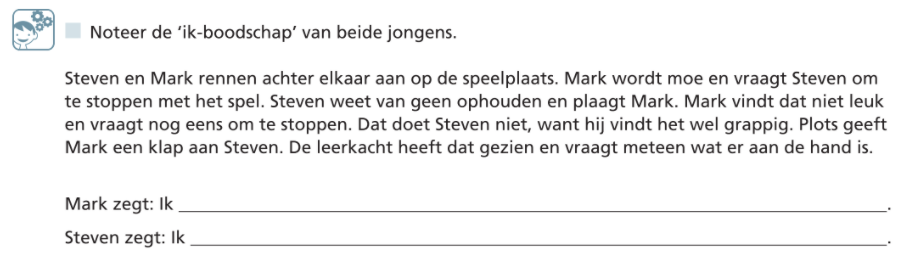 Noteer de ‘ik-boodschap’ van beide jongens.
Steven en Mark rennen achter elkaar aan op de speelplaats. Mark wordt moe en vraagt Steven om
te stoppen met het spel. Steven weet van geen ophouden en plaagt Mark. Mark vindt dat niet leuk
en vraagt nog eens om te stoppen. Dat doet Steven niet, want hij vindt het wel grappig. Plots geeft
Mark een klap aan Steven. De leerkacht heeft dat gezien en vraagt meteen wat er aan de hand is.
Mark zegt: Ik ______.
Steven zegt: Ik ______.